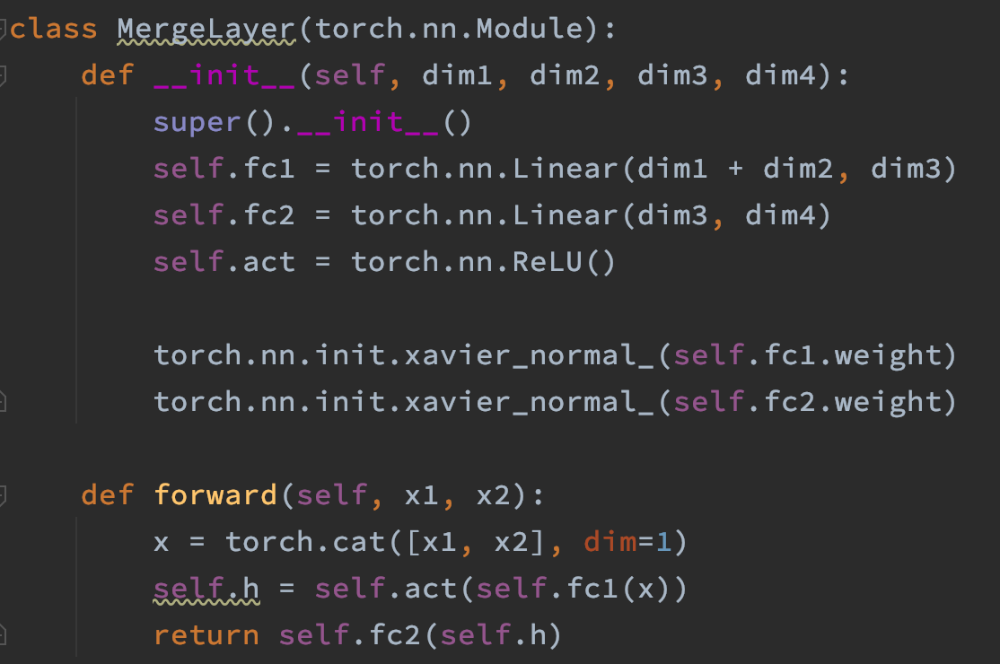 class MergeLayer(torch.nn.Module):
    def __init__(self, dim1, dim2, dim3, dim4):
        super().__init__()
        self.fc1 = torch.nn.Linear(dim1 + dim2, dim3)
        self.fc2 = torch.nn.Linear(dim3, dim4)
        self.act = torch.nn.ReLU()

        torch.nn.init.xavier_normal_(self.fc1.weight)
        torch.nn.init.xavier_normal_(self.fc2.weight)

    def forward(self, x1, x2):
        x = torch.cat([x1, x2], dim=1)
        self.h = self.act(self.fc1(x))
        return self.fc2(self.h)